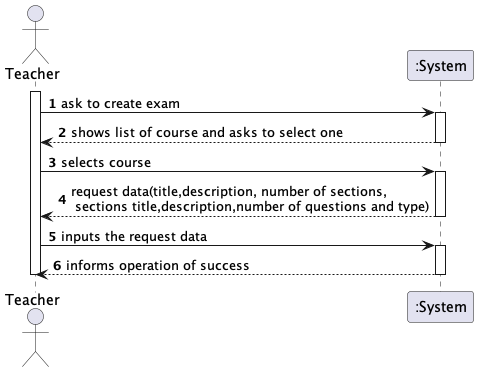 Teacher
:System
1 ask to create exam
2 shows list of course and asks to select one
3 selects course
4 request data(title,description, number of sections,
sections title,description,number of questions and type)
5 inputs the request data
6 informs operation of success
Teacher
:System